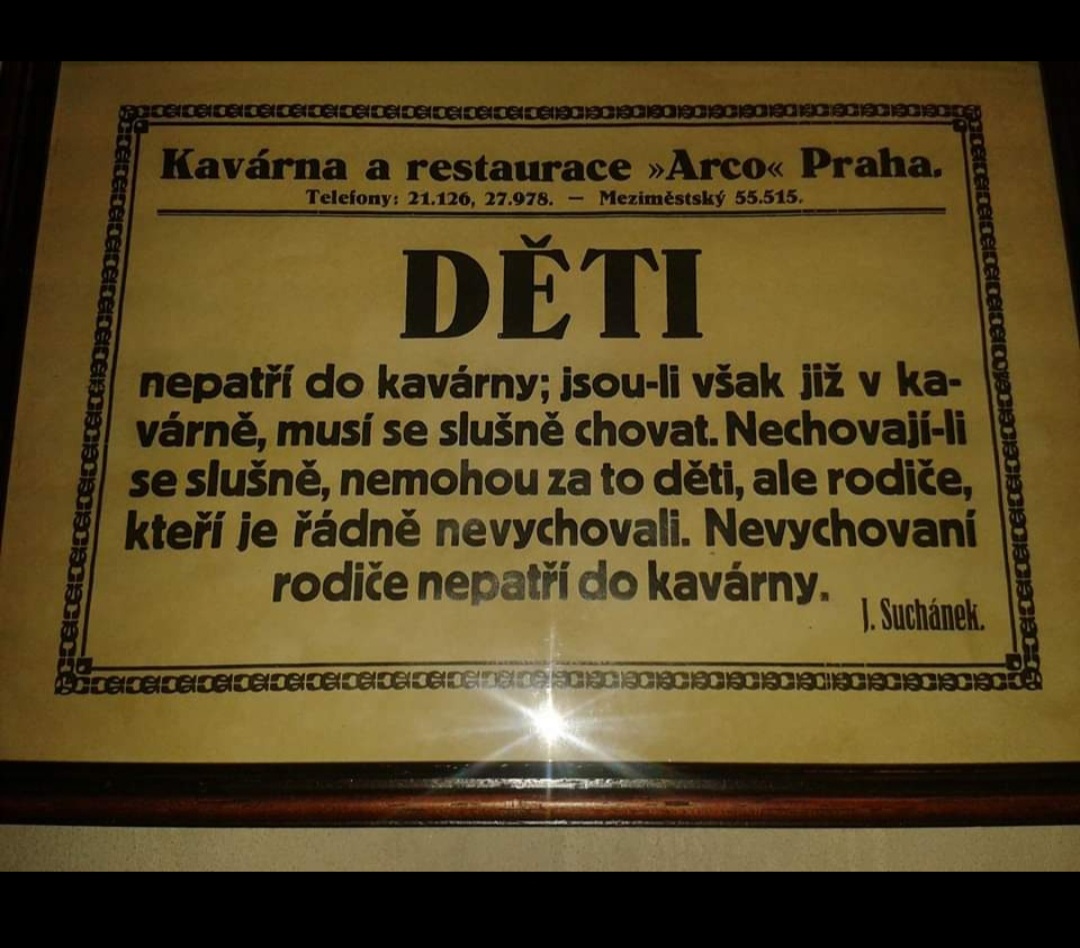 Kavárna a restaurace »Arco« Praha.
Telefony: 21.126, 27.978. — Meziměstský 55.515.
DĚTI
nepatří do kavárny; jsou-li však již v ka-
várně, musí se slušně chovat. Nechovají-li
se slušně, nemohou za to děti, ale rodiče,
kteří je řádně nevychovali. Nevychovaní
rodiče nepatří do kavárny.
J. Suchánek.